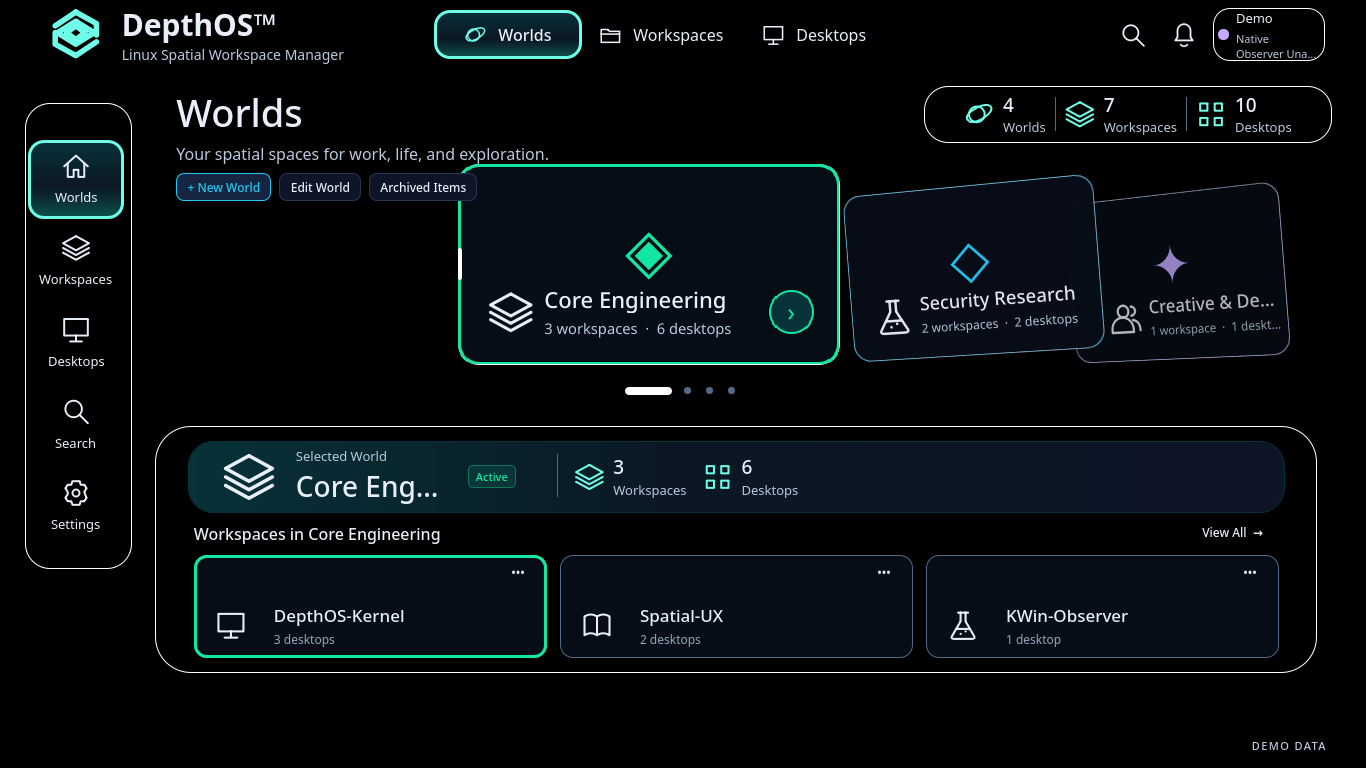 DepthOS™
Linux Spatial Workspace Manager
Worlds
Workspaces
Desktops
Demo
Native
Observer Una...
Worlds
Workspaces
Desktops
Search
Settings
Worlds
Your spatial spaces for work, life, and exploration.
+ New World
Edit World
Archived Items
4
Worlds
7
Workspaces
10
Desktops
Core Engineering
3 workspaces · 6 desktops
Security Research
2 workspaces · 2 desktops
Creative & De...
1 workspace · 1 deskt...
Selected World
Core Eng...
Active
3
Workspaces
6
Desktops
Workspaces in Core Engineering
View All →
DepthOS-Kernel
3 desktops
Spatial-UX
2 desktops
KWin-Observer
1 desktop
DEMO DATA